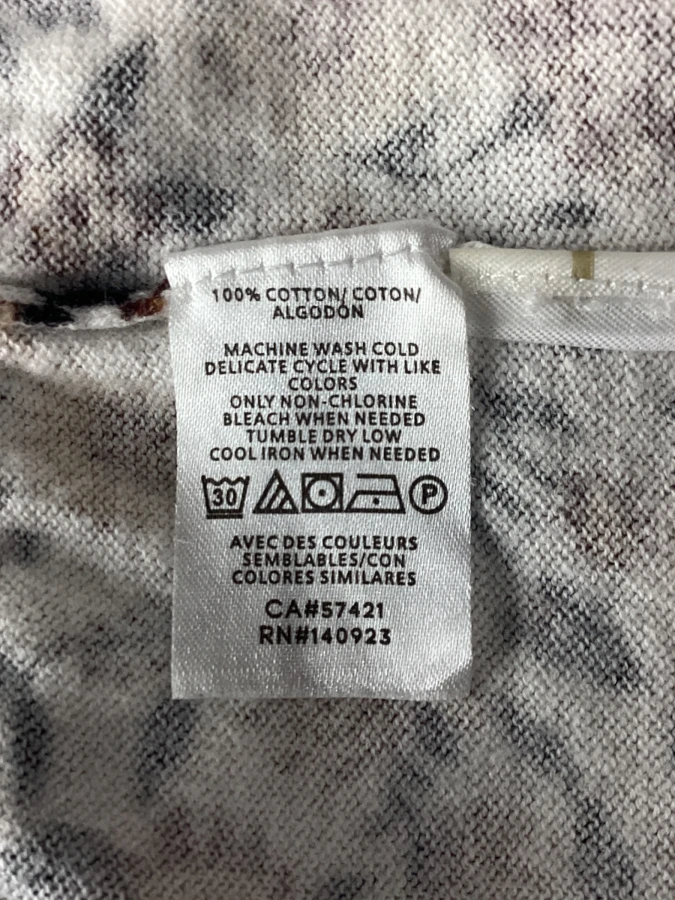 100% COTTON/ COTON/
ALGODÓN
MACHINE WASH COLD
DELICATE CYCLE WITH LIKE
COLORS
ONLY NON-CHLORINE
BLEACH WHEN NEEDED
TUMBLE DRY LOW
COOL IRON WHEN NEEDED
30 P
AVEC DES COULEURS
SEMBLABLES/CON
COLORES SIMILARES
CA#57421
RN#140923